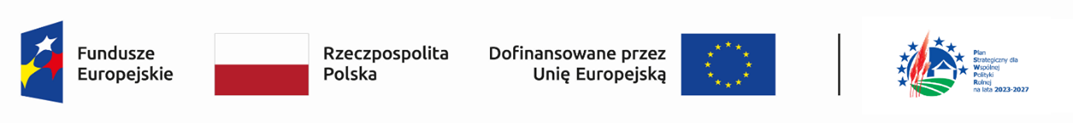 Fundusze
Europejskie
Rzeczpospolita
Polska
Dofinansowane przez
Unię Europejską
Plan
Strategiczny dla
Wspólnej
Polityki
Rolnej
na lata 2023-2027